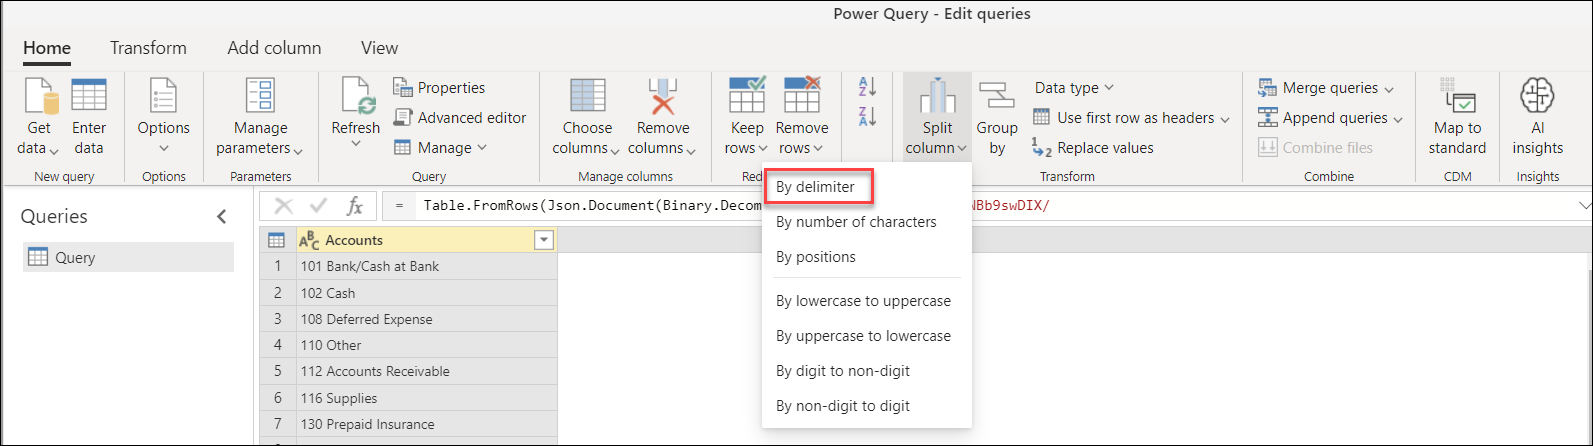 Power Query - Edit queries
Home Transform Add column View
Get data
Enter data
New query
Options
Options
Manage parameters
Parameters
Refresh
Properties
Advanced editor
Manage
Query
Choose columns
Remove columns
Manage columns
Keep rows
Remove rows
Red
A
Z
Z
A
Split column
Group by
Data type
Use first row as headers
1
2
Replace values
Transform
Merge queries
Append queries
Combine files
Combine
Map to standard
CDM
AI insights
Insights
By delimiter
By number of characters
By positions
By lowercase to uppercase
By uppercase to lowercase
By digit to non-digit
By non-digit to digit
Queries
Query
fx = Table.FromRows(Json.Document(Binary.Decom NBb9swDIX/
ABC Accounts
1 101 Bank/Cash at Bank
2 102 Cash
3 108 Deferred Expense
4 110 Other
5 112 Accounts Receivable
6 116 Supplies
7 130 Prepaid Insurance